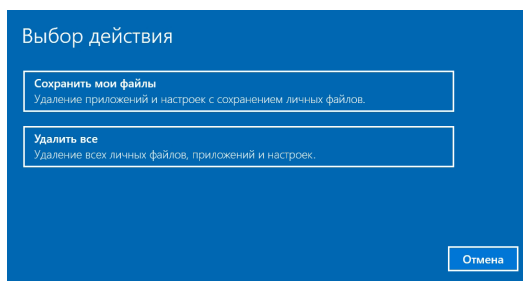 Выбор действия
Сохранить мои файлы
Удаление приложений и настроек с сохранением личных файлов.
Удалить все
Удаление всех личных файлов, приложений и настроек.
Отмена